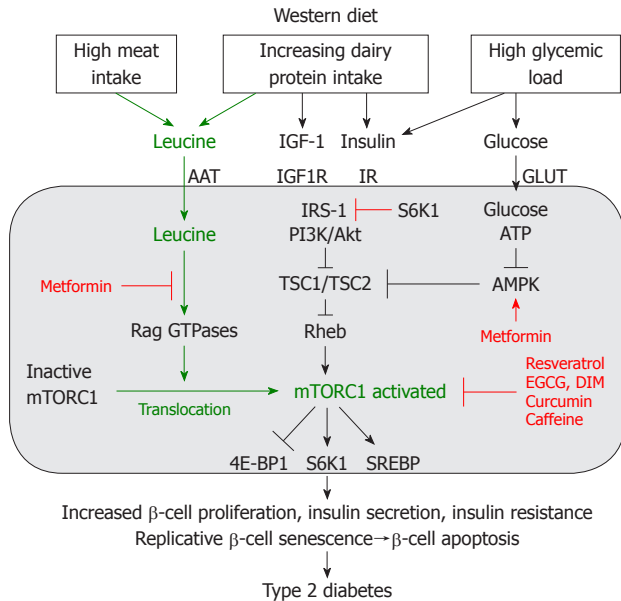 Western diet
High meat
intake
Increasing dairy
protein intake
High glycemic
load
Leucine
IGF-1
Insulin
Glucose
AAT
IGF1R
IR
GLUT
Leucine
IRS-1
S6K1
Glucose
PI3K/Akt
ATP
Metformin
TSC1/TSC2
AMPK
Rag GTPases
Rheb
Metformin
Inactive
mTORC1
Translocation
mTORC1 activated
Resveratrol
EGCG, DIM
Curcumin
Caffeine
4E-BP1
S6K1
SREBP
Increased β-cell proliferation, insulin secretion, insulin resistance
Replicative β-cell senescence→β-cell apoptosis
Type 2 diabetes